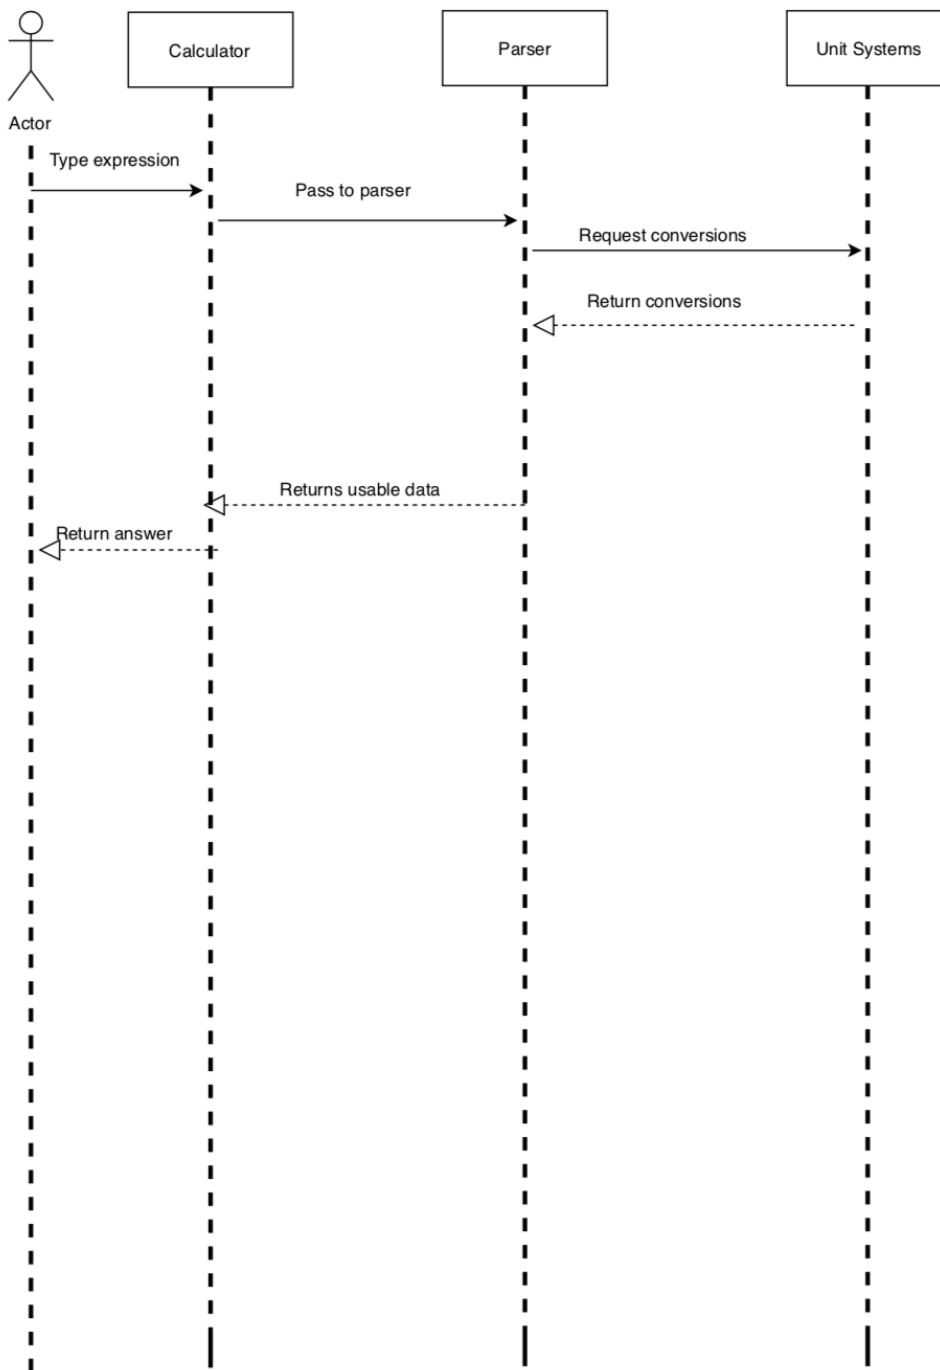 Calculator
Parser
Unit Systems
Actor
Type expression
Pass to parser
Request conversions
Return conversions
Returns usable data
Return answer